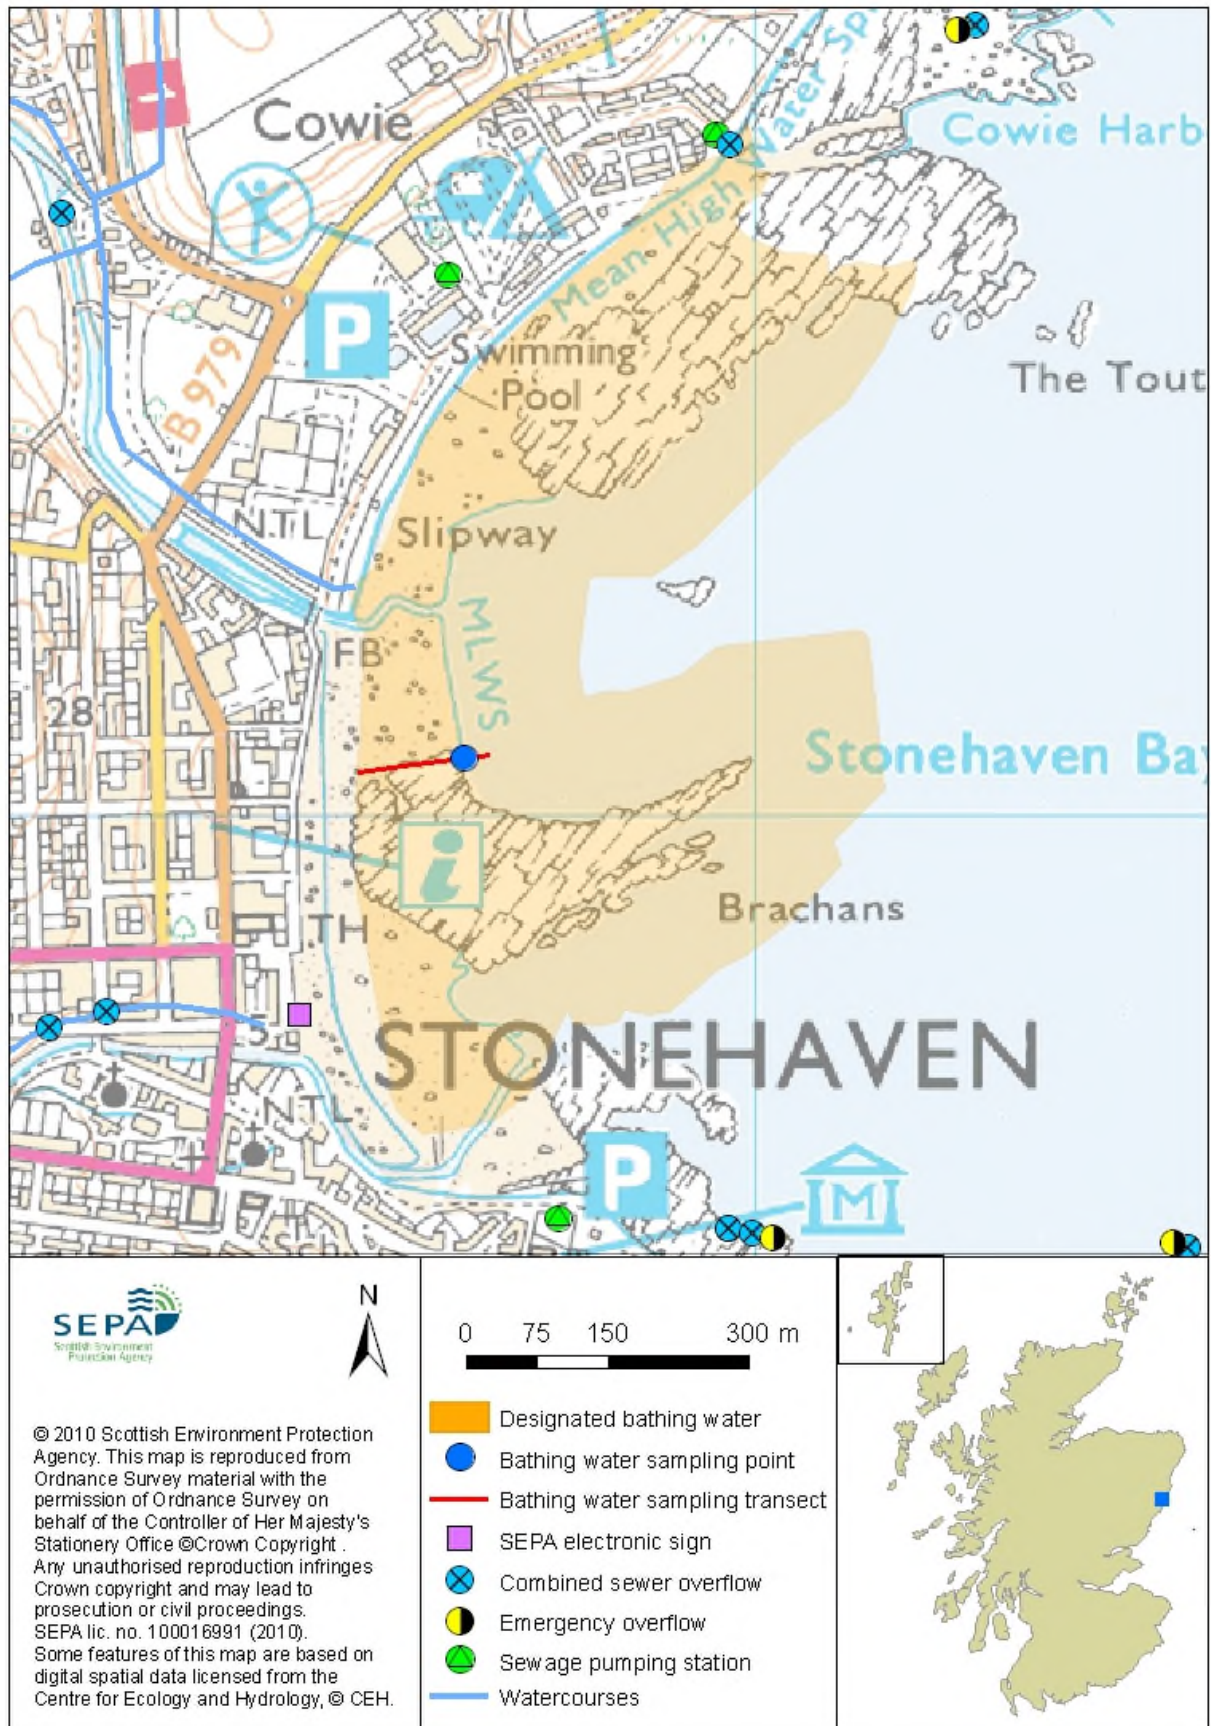 Cowie
Mean High Water Sp
Cowie Harb
P
B 979
Swimming
Pool
The Tout
NTL
Slipway
MLWS
FB
28
Stonehaven Bay
i
TH
Brachans
STONEHAVEN
NTL
P
M
SEPA
Scottish Environment
Protection Agency
N
0 75 150 300 m
© 2010 Scottish Environment Protection
Agency. This map is reproduced from
Ordnance Survey material with the
permission of Ordnance Survey on
behalf of the Controller of Her Majesty's
Stationery Office ©Crown Copyright .
Any unauthorised reproduction infringes
Crown copyright and may lead to
prosecution or civil proceedings.
SEPA lic. no. 100016991 (2010).
Some features of this map are based on
digital spatial data licensed from the
Centre for Ecology and Hydrology, © CEH.
Designated bathing water
Bathing water sampling point
Bathing water sampling transect
SEPA electronic sign
Combined sewer overflow
Emergency overflow
Sewage pumping station
Watercourses